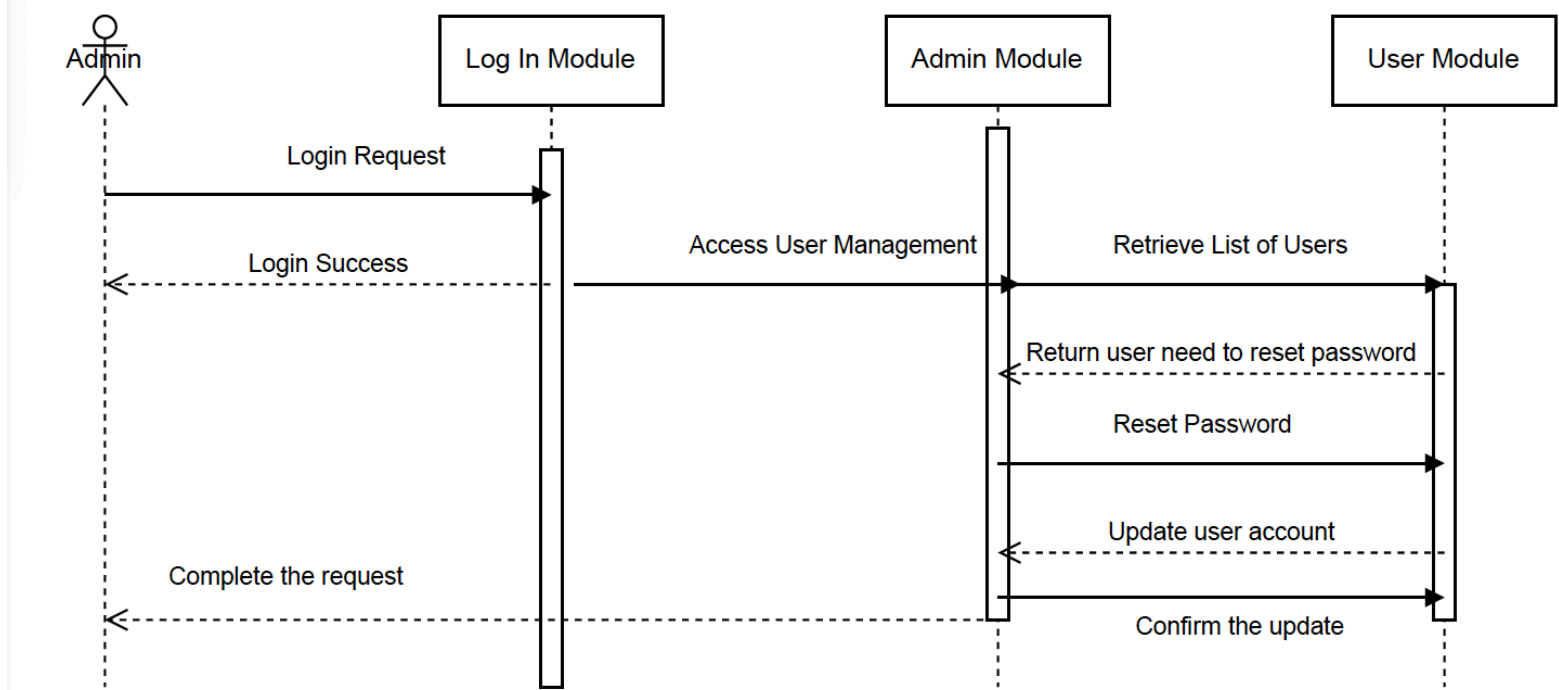 Admin
Log In Module
Admin Module
User Module
Login Request
Access User Management
Retrieve List of Users
Login Success
Return user need to reset password
Reset Password
Update user account
Complete the request
Confirm the update